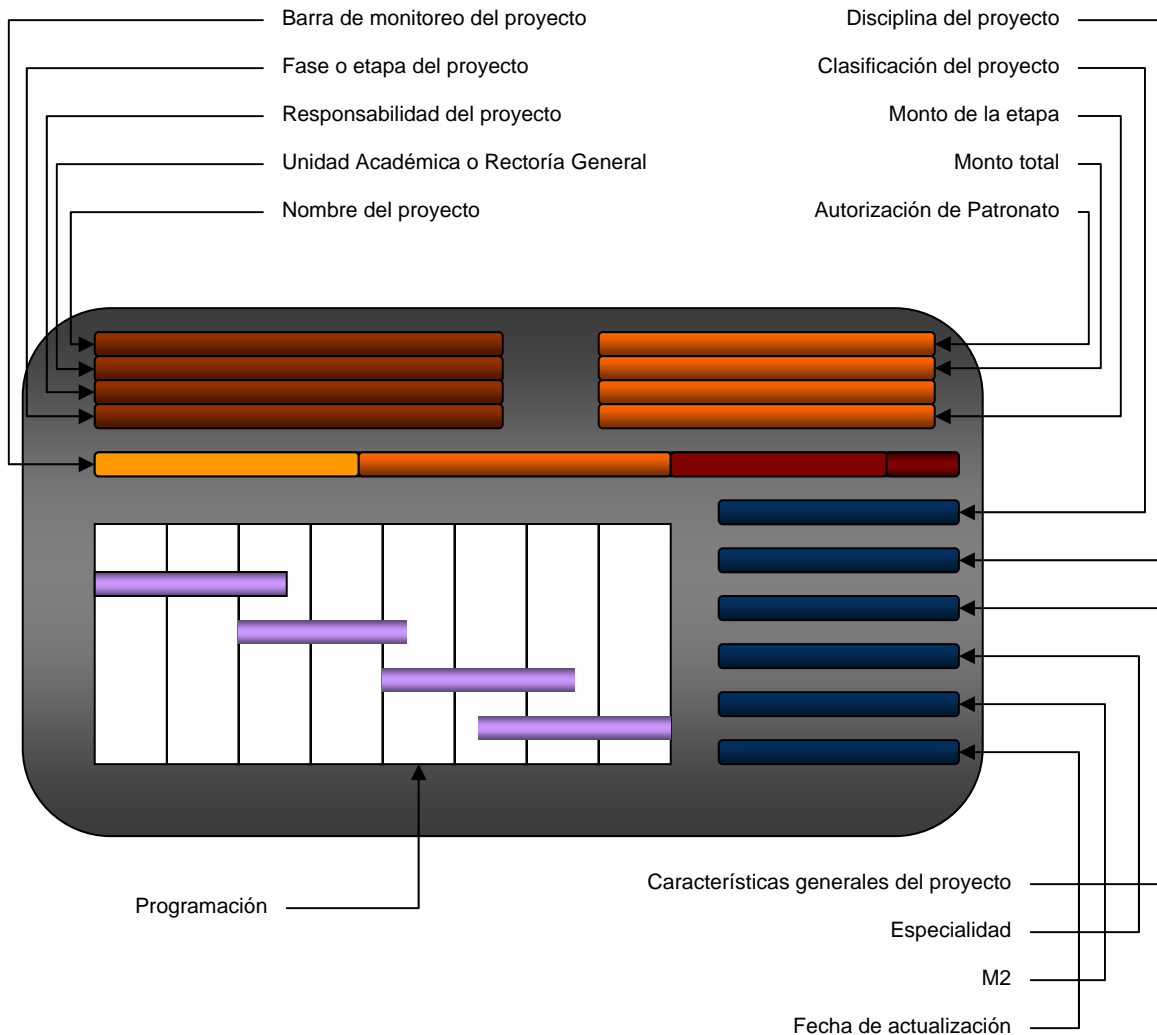 Barra de monitoreo del proyecto
Fase o etapa del proyecto
Responsabilidad del proyecto
Unidad Académica o Rectoría General
Nombre del proyecto
Disciplina del proyecto
Clasificación del proyecto
Monto de la etapa
Monto total
Autorización de Patronato
Programación
Características generales del proyecto
Especialidad
M2
Fecha de actualización